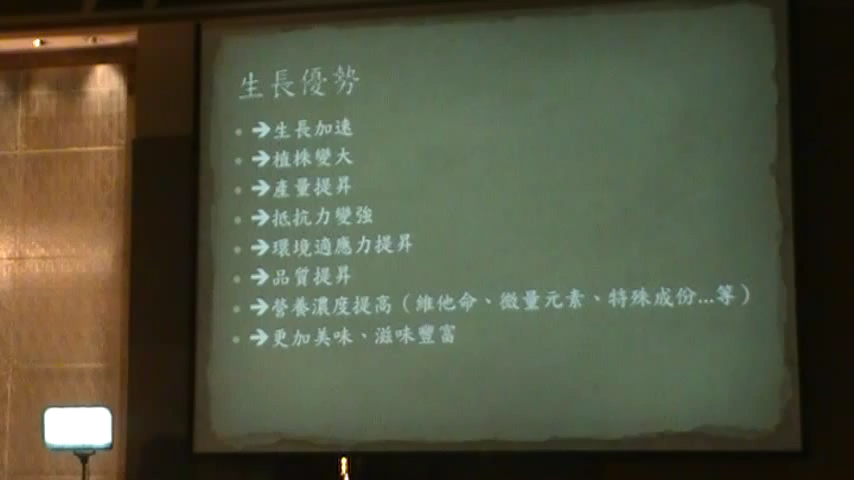 生長優勢
• ➔生長加速
• ➔植株變大
• ➔產量提昇
• ➔抵抗力變強
• ➔環境適應力提昇
• ➔品質提昇
• ➔營養濃度提高（維他命、微量元素、特殊成份...等）
• ➔更加美味、滋味豐富